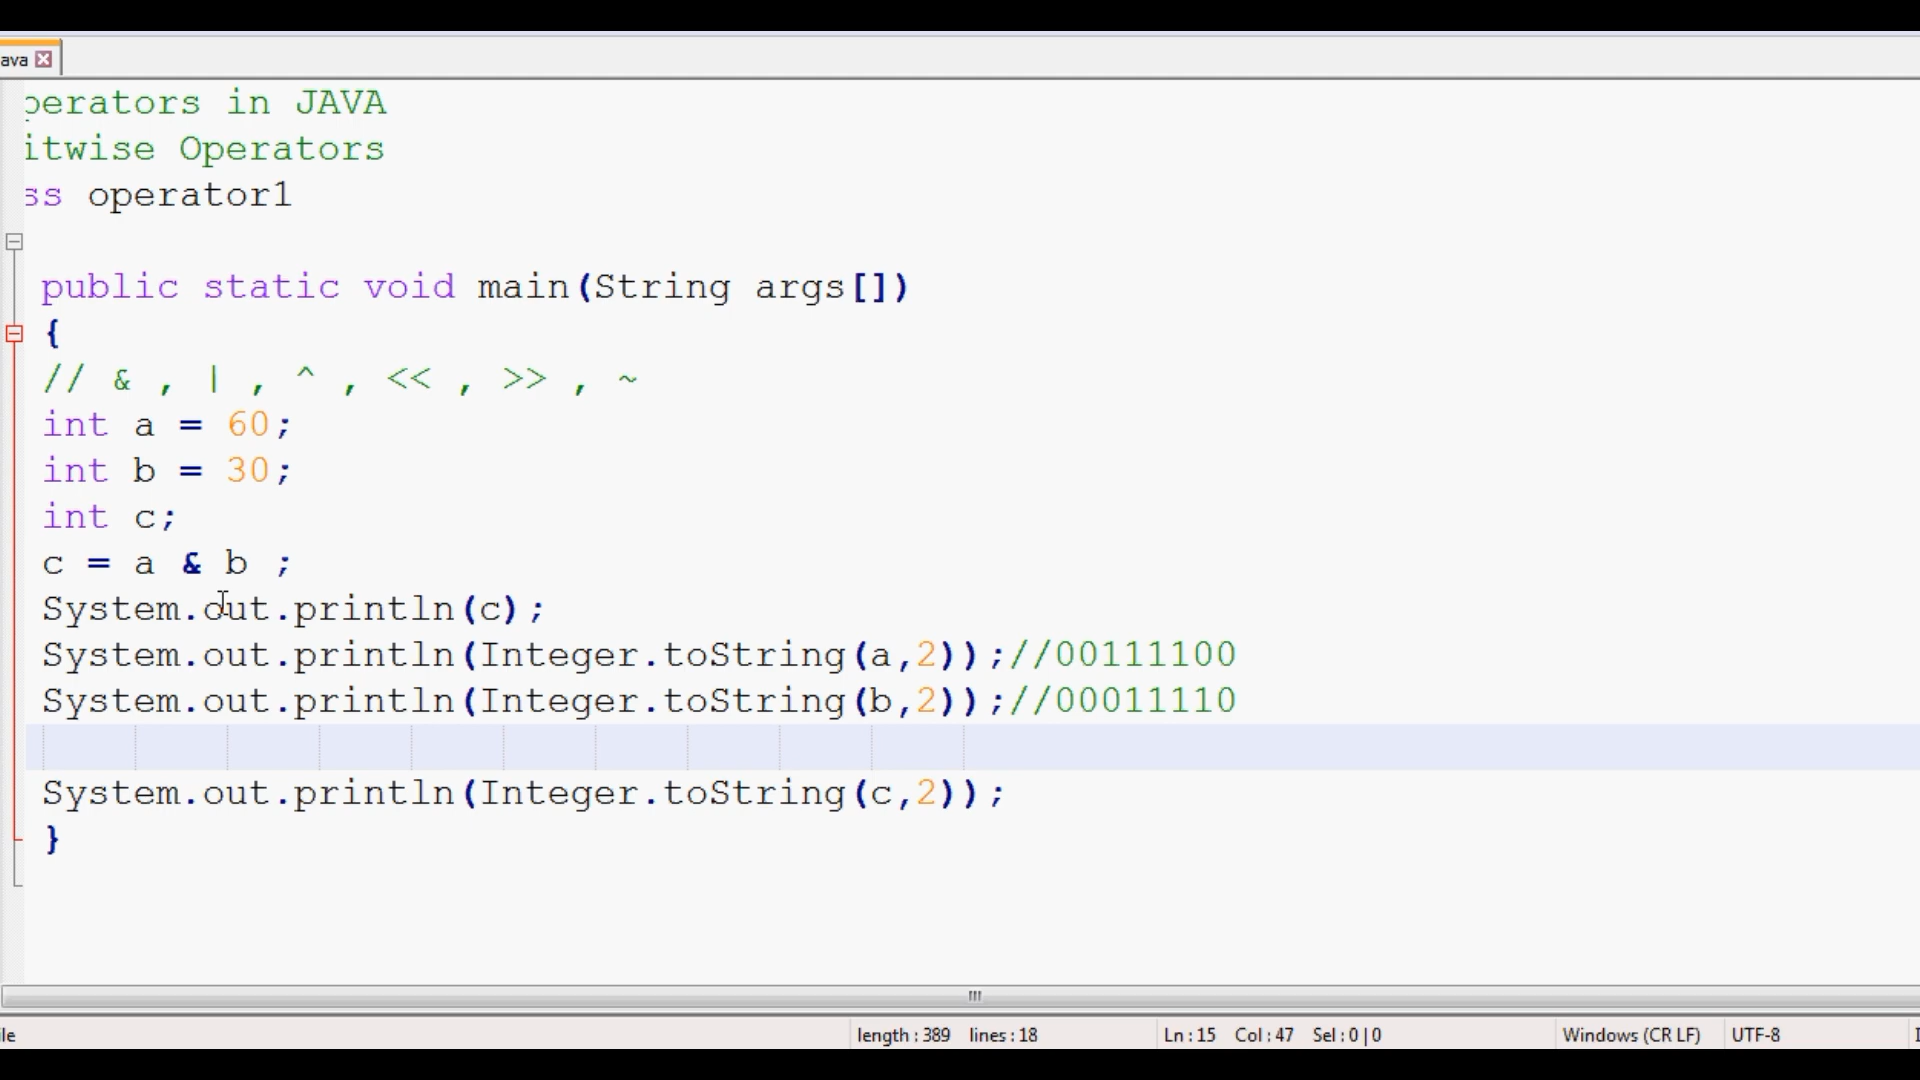 ava
perators in JAVA
itwise Operators
ss operator1
public static void main(String args[])
{
// & , | , ^ , << , >> , ~
int a = 60;
int b = 30;
int c;
c = a & b ;
System.out.println(c);
System.out.println(Integer.toString(a,2));//00111100
System.out.println(Integer.toString(b,2));//00011110
System.out.println(Integer.toString(c,2));
}
ile length : 389 lines : 18 Ln : 15 Col : 47 Sel : 0 | 0 Windows (CR LF) UTF-8